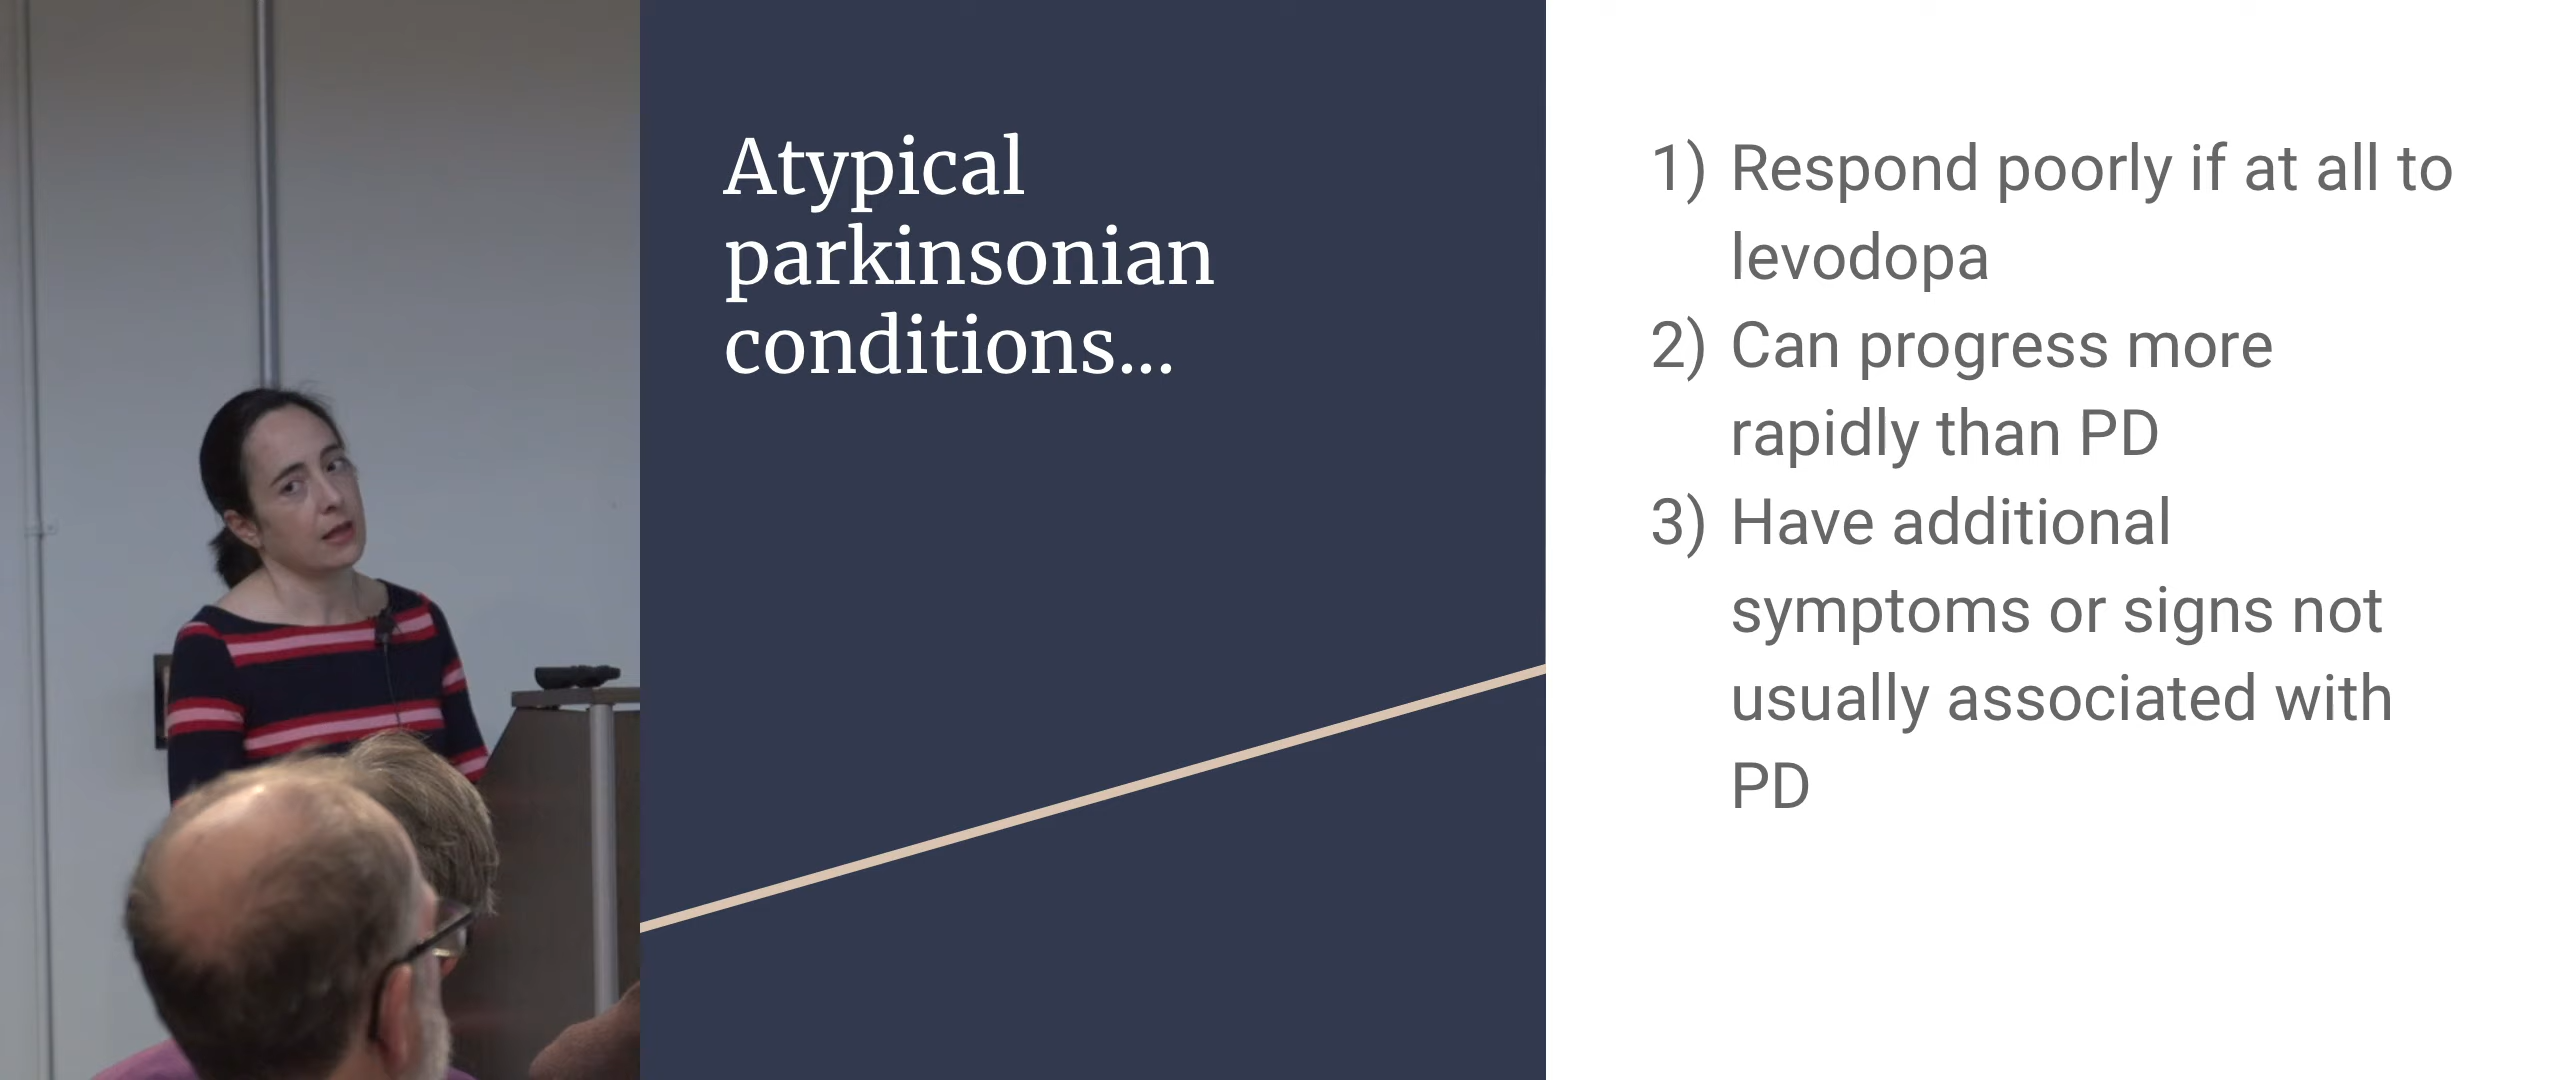 Atypical
parkinsonian
conditions...
1) Respond poorly if at all to
levodopa
2) Can progress more
rapidly than PD
3) Have additional
symptoms or signs not
usually associated with
PD